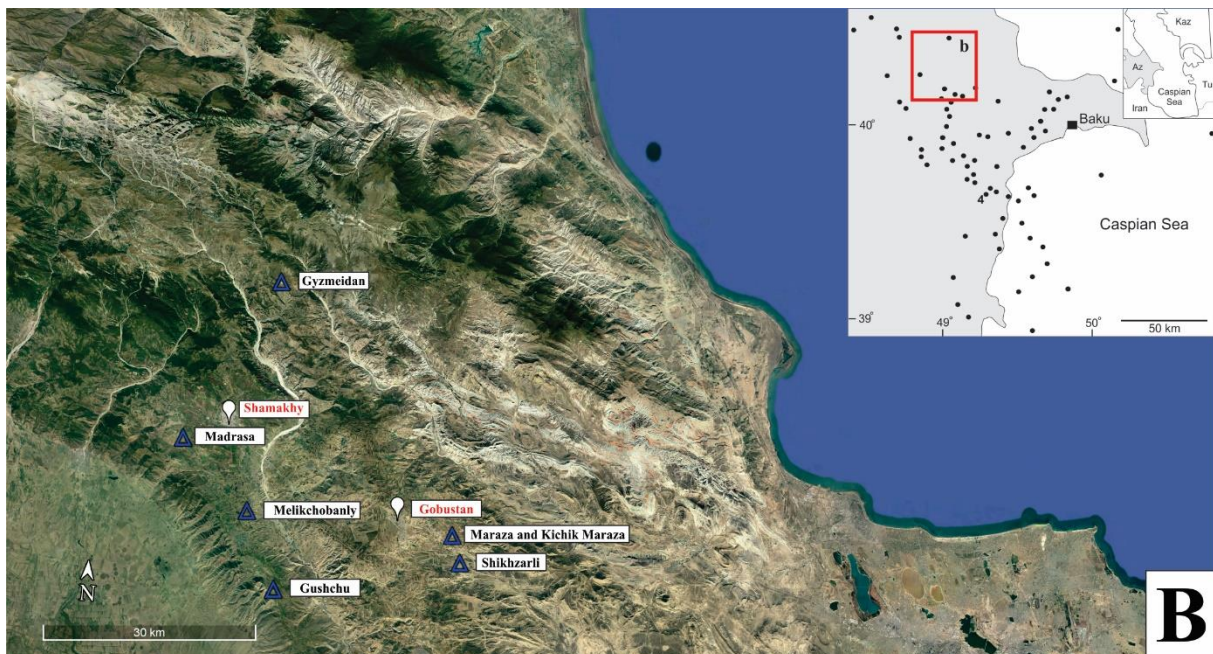 Gyzmeidan
Shamakhy
Madrasa
Melikchobanly
Gobustan
Maraza and Kichik Maraza
Shikhzarli
Gushchu
N
30 km
B
b
Kaz
Az
Caspian
Sea
Iran
Tu
40°
Baku
4
Caspian Sea
39°
49°
50°
50 km